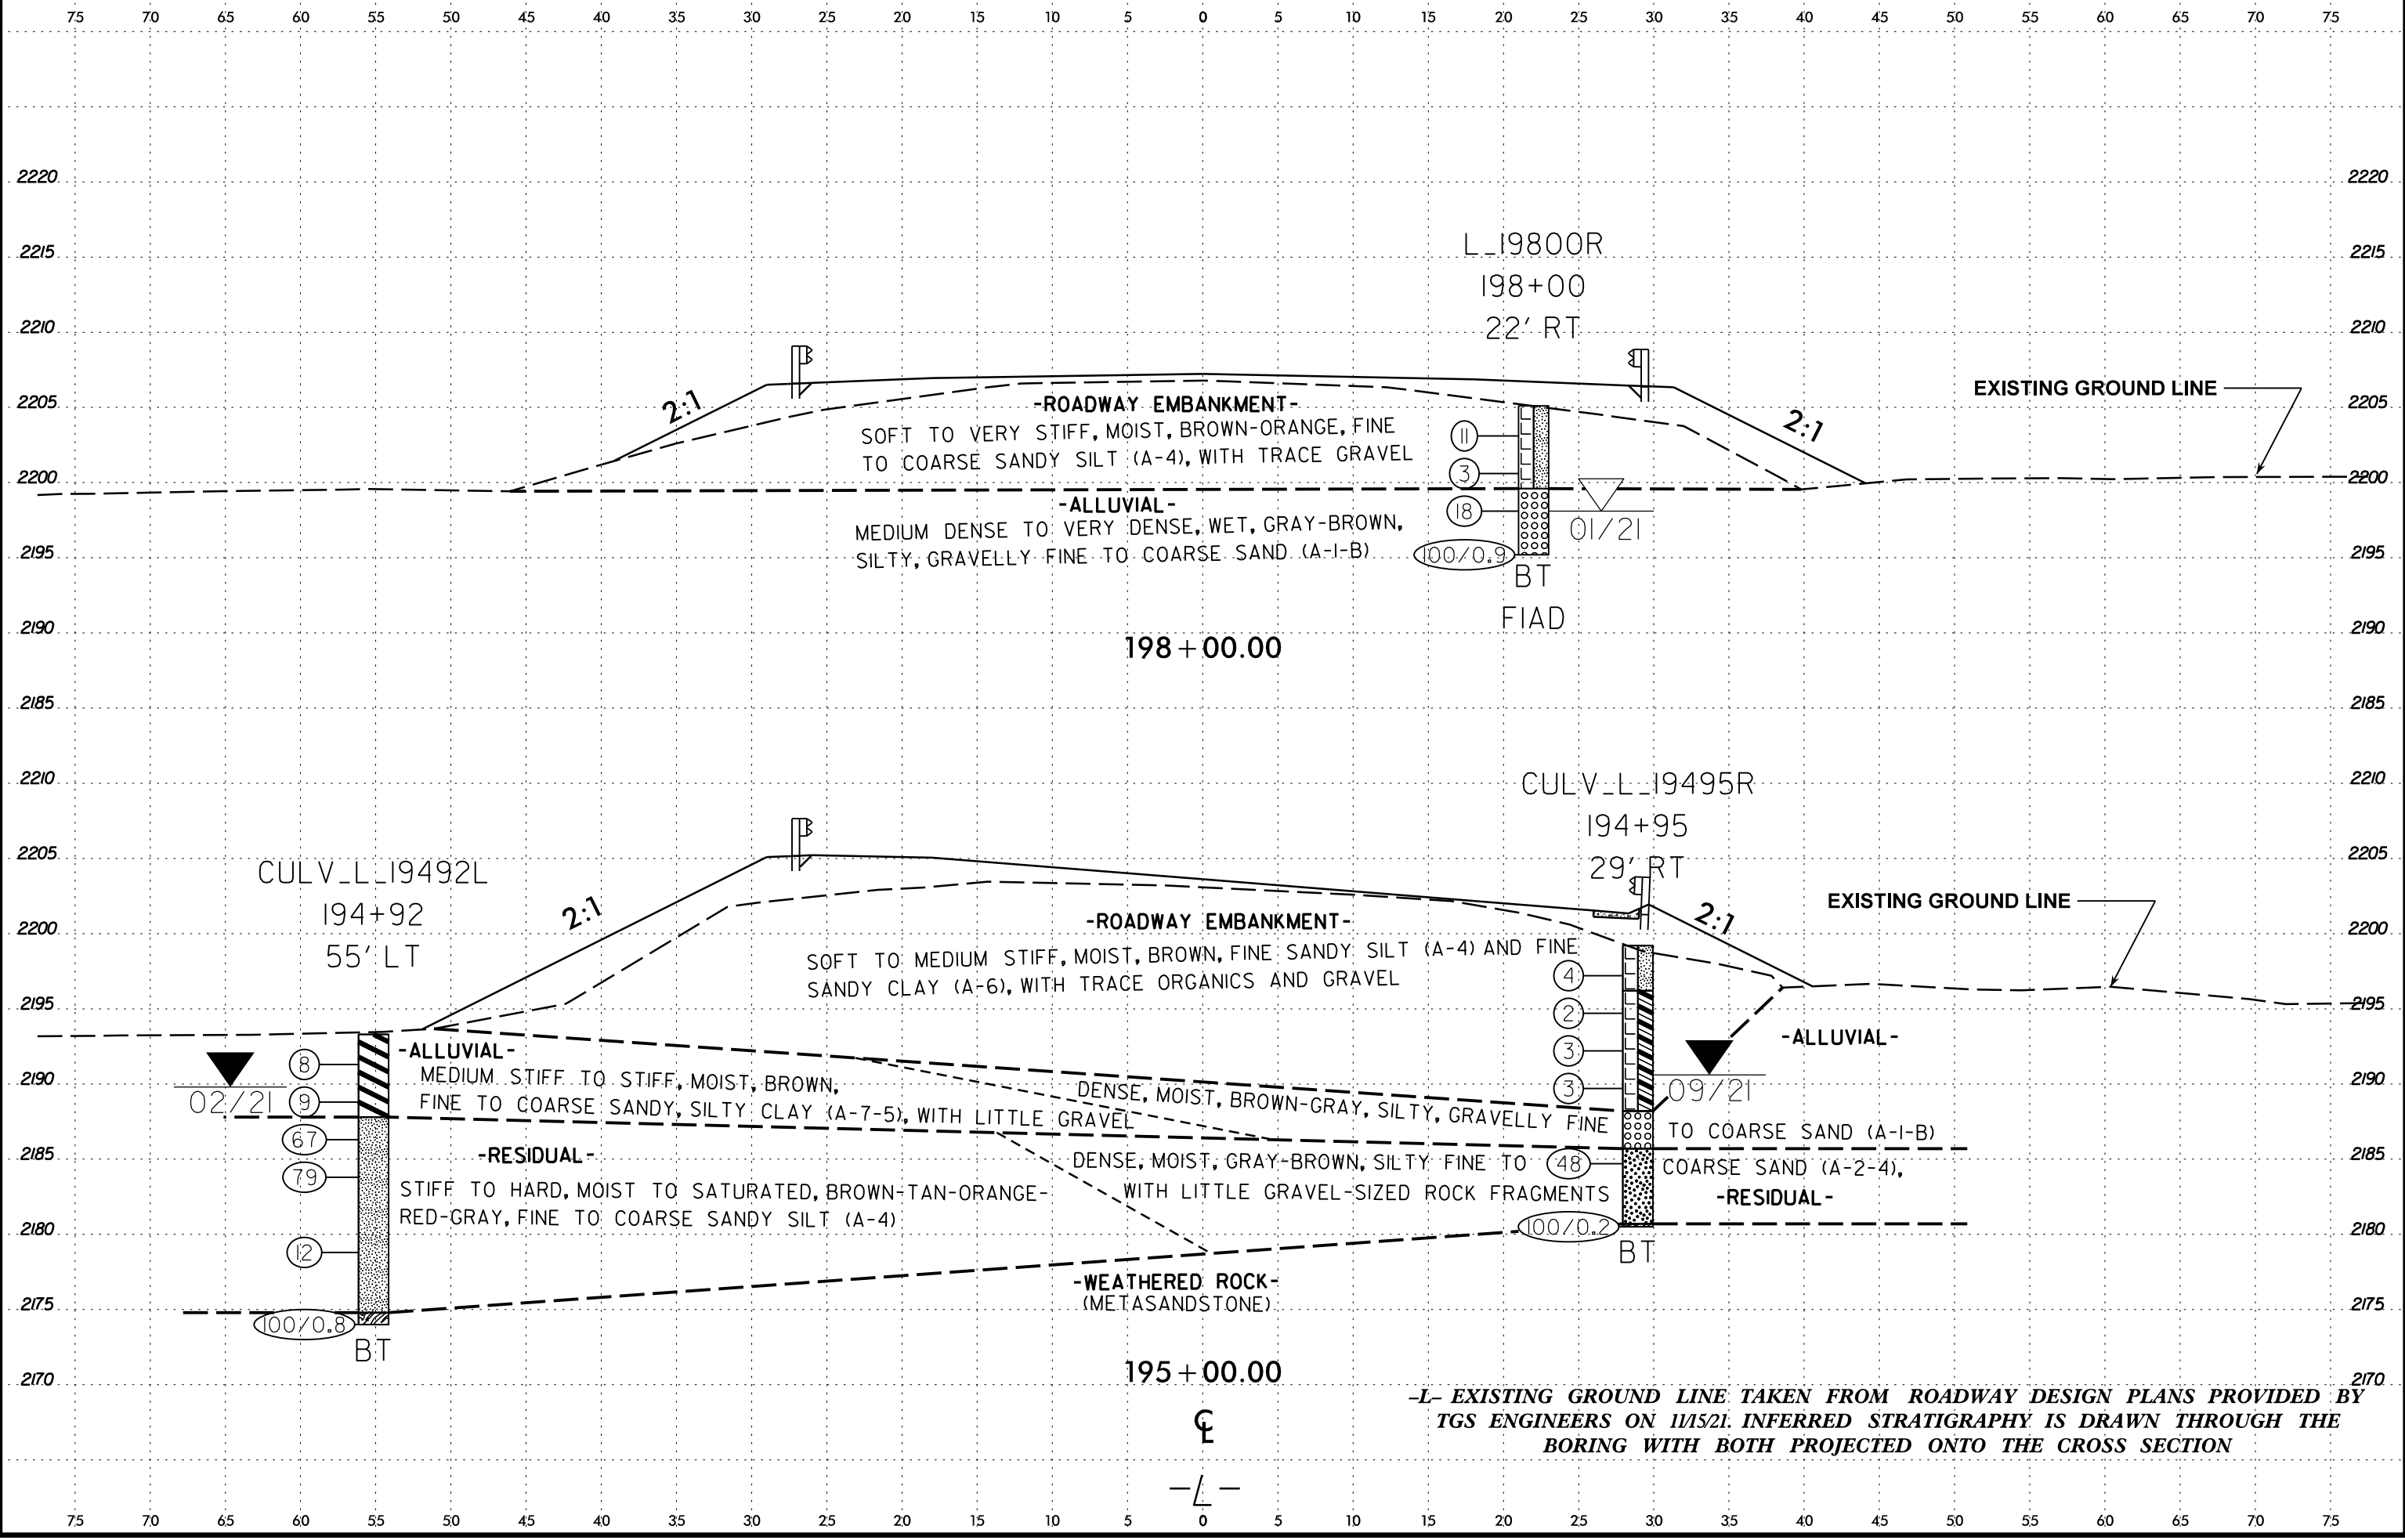 75 70 65 60 55 50 45 40 35 30 25 20 15 10 5 0 5 10 15 20 25 30 35 40 45 50 55 60 65 70 75
2220 2220
L_19800R
2215 2215
198+00
22' RT
2210 2210
EXISTING GROUND LINE
2:1 2:1
2205 2205
-ROADWAY EMBANKMENT-
SOFT TO VERY STIFF, MOIST, BROWN-ORANGE, FINE
TO COARSE SANDY SILT (A-4), WITH TRACE GRAVEL
11
3
2200 2200
-ALLUVIAL-
MEDIUM DENSE TO VERY DENSE, WET, GRAY-BROWN,
SILTY, GRAVELLY FINE TO COARSE SAND (A-1-B)
18
01/21
2195 100/0.9 2195
BT
FIAD
2190 2190
198+00.00
2185 2185
2210 2210
CULV_L_19495R
194+95
29' RT
2205 2205
CULV_L_19492L
194+92
55' LT
2:1 2:1
EXISTING GROUND LINE
2200 2200
-ROADWAY EMBANKMENT-
SOFT TO MEDIUM STIFF, MOIST, BROWN, FINE SANDY SILT (A-4) AND FINE
SANDY CLAY (A-6), WITH TRACE ORGANICS AND GRAVEL
4
2
3
3
2195 2195
-ALLUVIAL-
-ALLUVIAL-
MEDIUM STIFF TO STIFF, MOIST, BROWN,
FINE TO COARSE SANDY, SILTY CLAY (A-7-5), WITH LITTLE GRAVEL
8
9
2190 2190
02/21 09/21
DENSE, MOIST, BROWN-GRAY, SILTY, GRAVELLY FINE
TO COARSE SAND (A-1-B)
67
79
12
2185 2185
-RESIDUAL-
STIFF TO HARD, MOIST TO SATURATED, BROWN-TAN-ORANGE-
RED-GRAY, FINE TO COARSE SANDY SILT (A-4)
DENSE, MOIST, GRAY-BROWN, SILTY FINE TO 48 COARSE SAND (A-2-4),
WITH LITTLE GRAVEL-SIZED ROCK FRAGMENTS
-RESIDUAL-
2180 100/0.2 2180
BT
-WEATHERED ROCK-
(METASANDSTONE)
2175 2175
100/0.8
BT
195+00.00
2170 2170
-L- EXISTING GROUND LINE TAKEN FROM ROADWAY DESIGN PLANS PROVIDED BY
TGS ENGINEERS ON 11/15/21. INFERRED STRATIGRAPHY IS DRAWN THROUGH THE
BORING WITH BOTH PROJECTED ONTO THE CROSS SECTION
℄
-L-
75 70 65 60 55 50 45 40 35 30 25 20 15 10 5 0 5 10 15 20 25 30 35 40 45 50 55 60 65 70 75